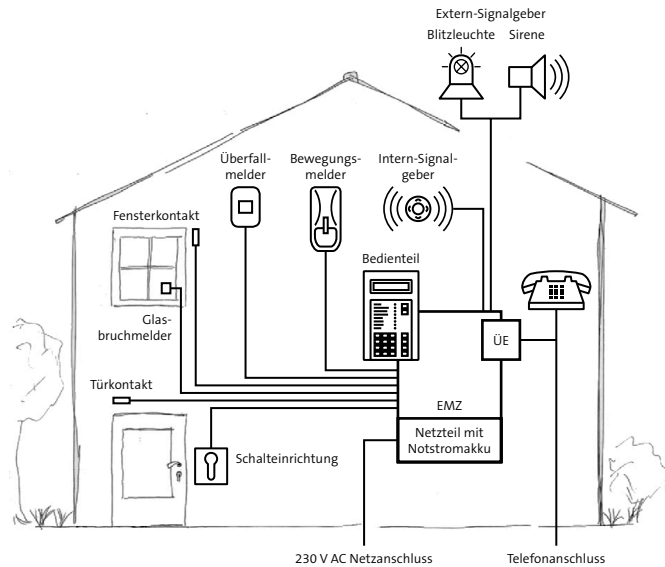 Extern-Signalgeber
Blitzleuchte Sirene
Überfall-
melder
Bewegungs-
melder
Intern-Signal-
geber
Fensterkontakt
Bedienteil
Glas-
bruchmelder
ÜE
Türkontakt
EMZ
Netzteil mit
Notstromakku
Schalteinrichtung
230 V AC Netzanschluss
Telefonanschluss